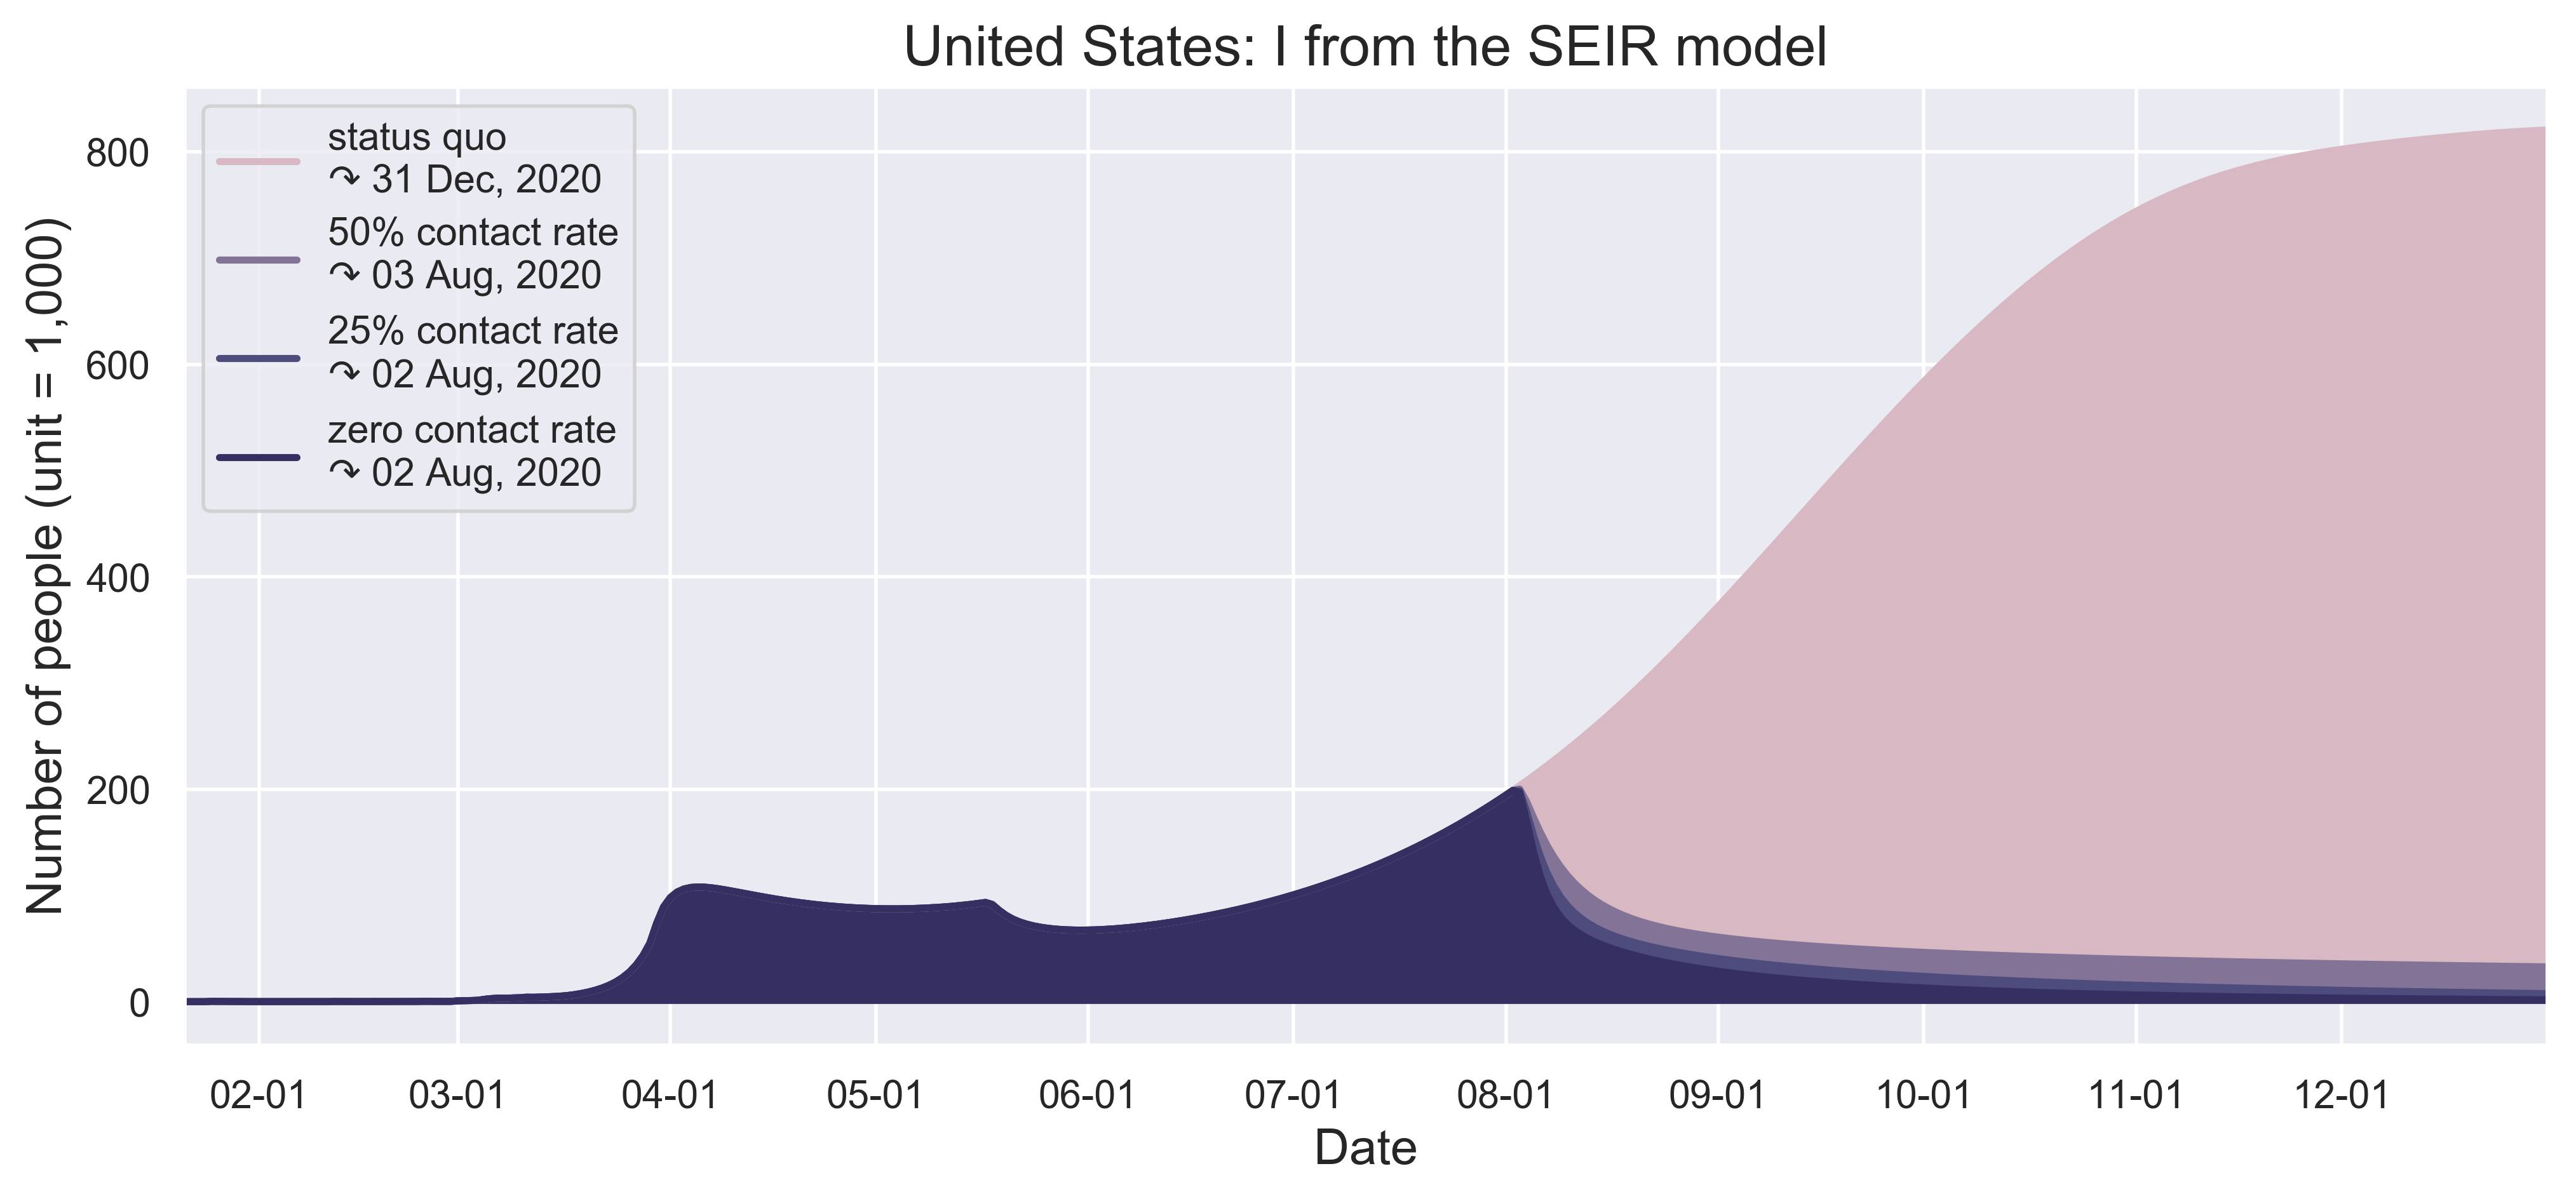 United States: I from the SEIR model
Number of people (unit = 1,000)
800
600
400
200
0
status quo
↷ 31 Dec, 2020
50% contact rate
↷ 03 Aug, 2020
25% contact rate
↷ 02 Aug, 2020
zero contact rate
↷ 02 Aug, 2020
02-01 03-01 04-01 05-01 06-01 07-01 08-01 09-01 10-01 11-01 12-01
Date